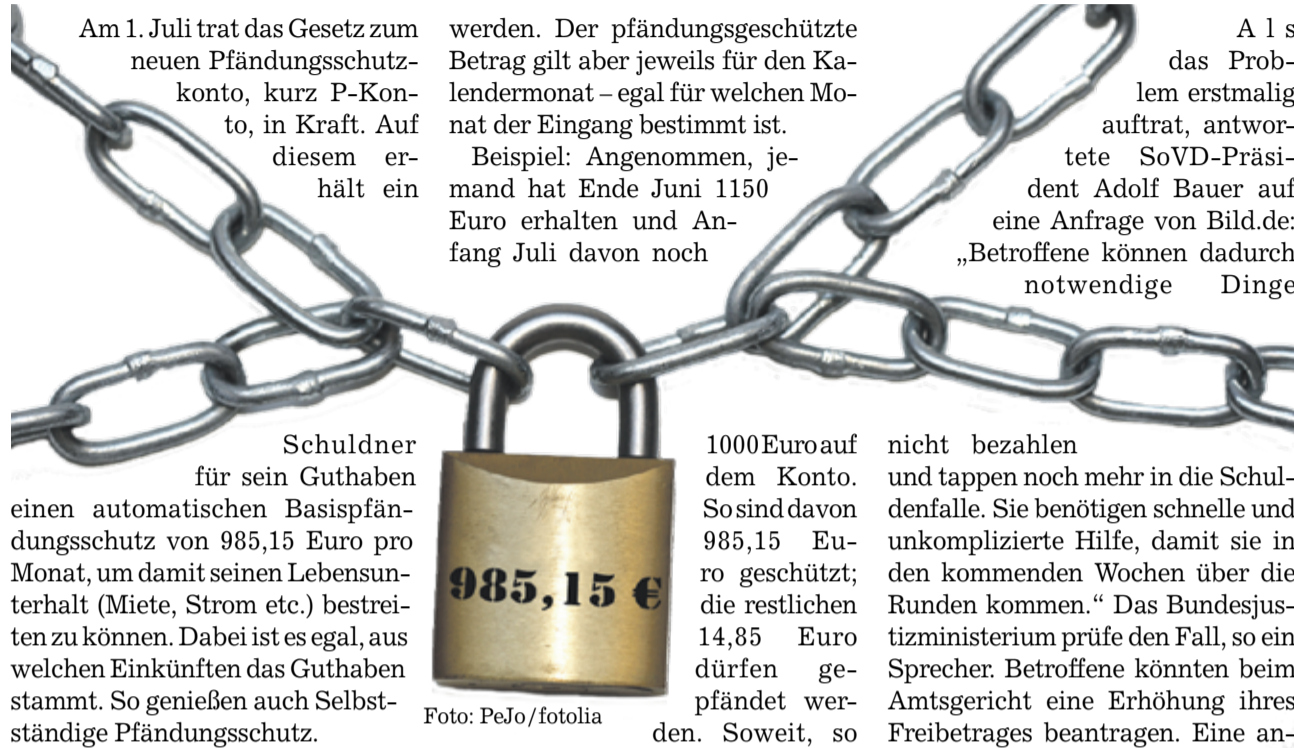 Am 1. Juli trat das Gesetz zum
neuen Pfändungsschutz-
konto, kurz P-Kon-
to, in Kraft. Auf
diesem er-
hält ein
Schuldner
für sein Guthaben
einen automatischen Basispfän-
dungsschutz von 985,15 Euro pro
Monat, um damit seinen Lebensun-
terhalt (Miete, Strom etc.) bestrei-
ten zu können. Dabei ist es egal, aus
welchen Einkünften das Guthaben
stammt. So genießen auch Selbst-
ständige Pfändungsschutz.
werden. Der pfändungsgeschützte
Betrag gilt aber jeweils für den Ka-
lendermonat – egal für welchen Mo-
nat der Eingang bestimmt ist.
Beispiel: Angenommen, je-
mand hat Ende Juni 1150
Euro erhalten und An-
fang Juli davon noch
985,15 €
Foto: PeJo/fotolia
1000 Euro auf
dem Konto.
So sind davon
985,15 Eu-
ro geschützt;
die restlichen
14,85 Euro
dürfen ge-
pfändet wer-
den. Soweit, so
Als
das Prob-
lem erstmalig
auftrat, antwor-
tete SoVD-Präsi-
dent Adolf Bauer auf
eine Anfrage von Bild.de:
„Betroffene können dadurch
notwendige Dinge
nicht bezahlen
und tappen noch mehr in die Schul-
denfalle. Sie benötigen schnelle und
unkomplizierte Hilfe, damit sie in
den kommenden Wochen über die
Runden kommen.“ Das Bundesjus-
tizministerium prüfe den Fall, so ein
Sprecher. Betroffene könnten beim
Amtsgericht eine Erhöhung ihres
Freibetrages beantragen. Eine an-